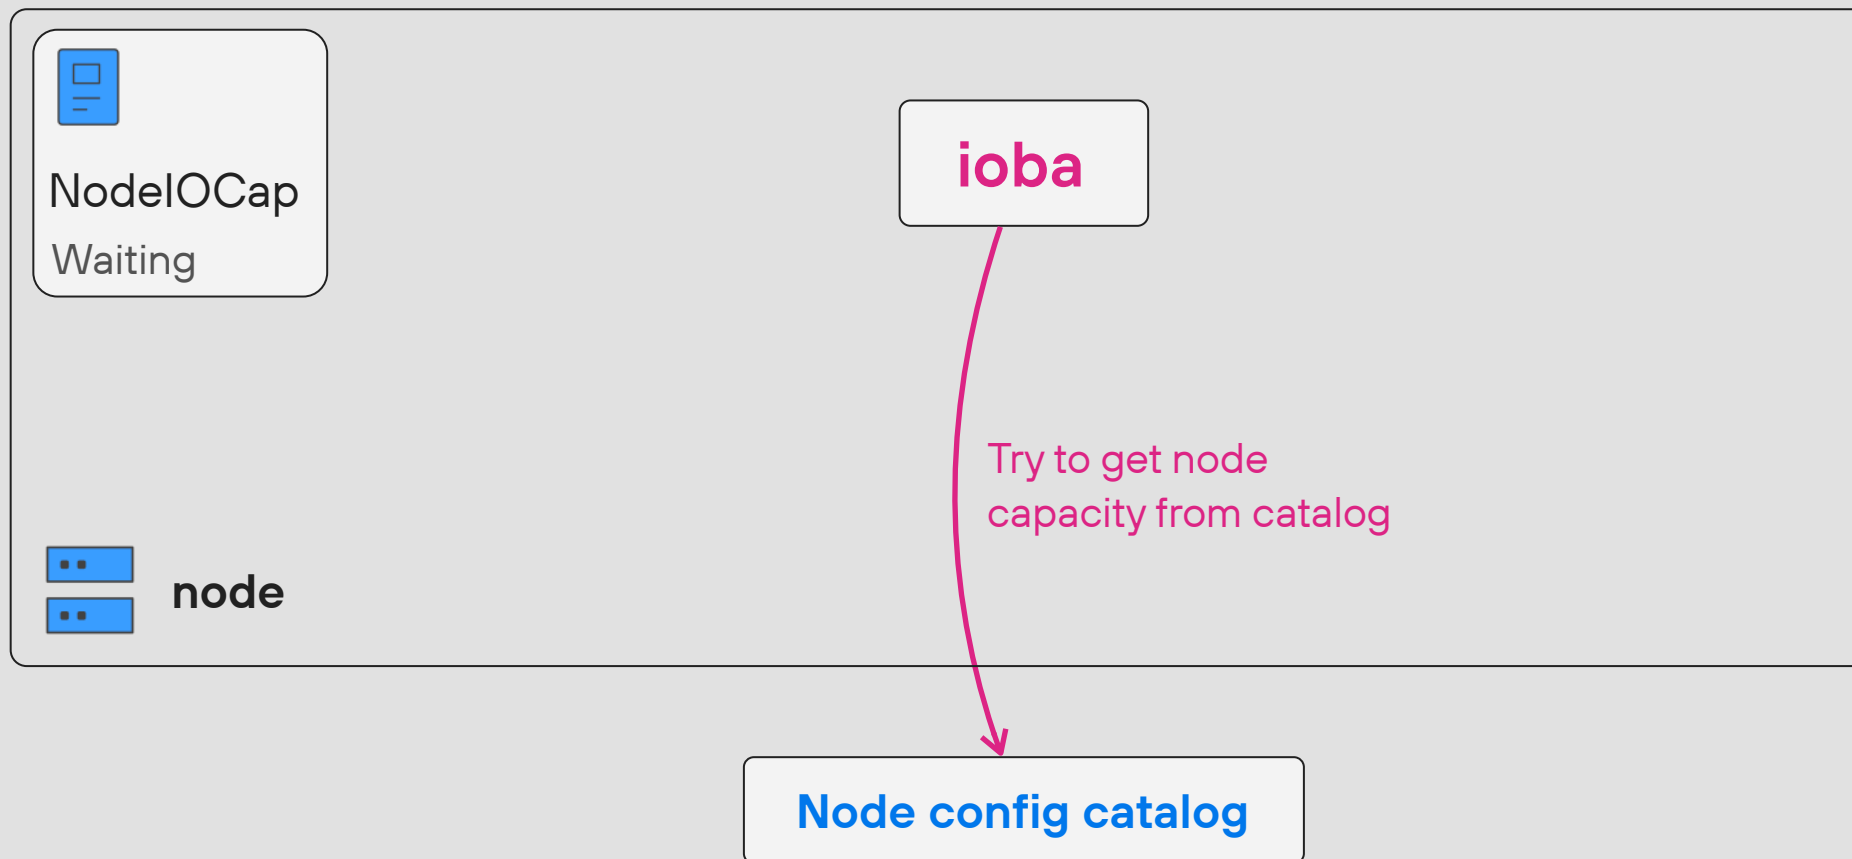 NodeIOCap
Waiting
ioba
Try to get node
capacity from catalog
node
Node config catalog